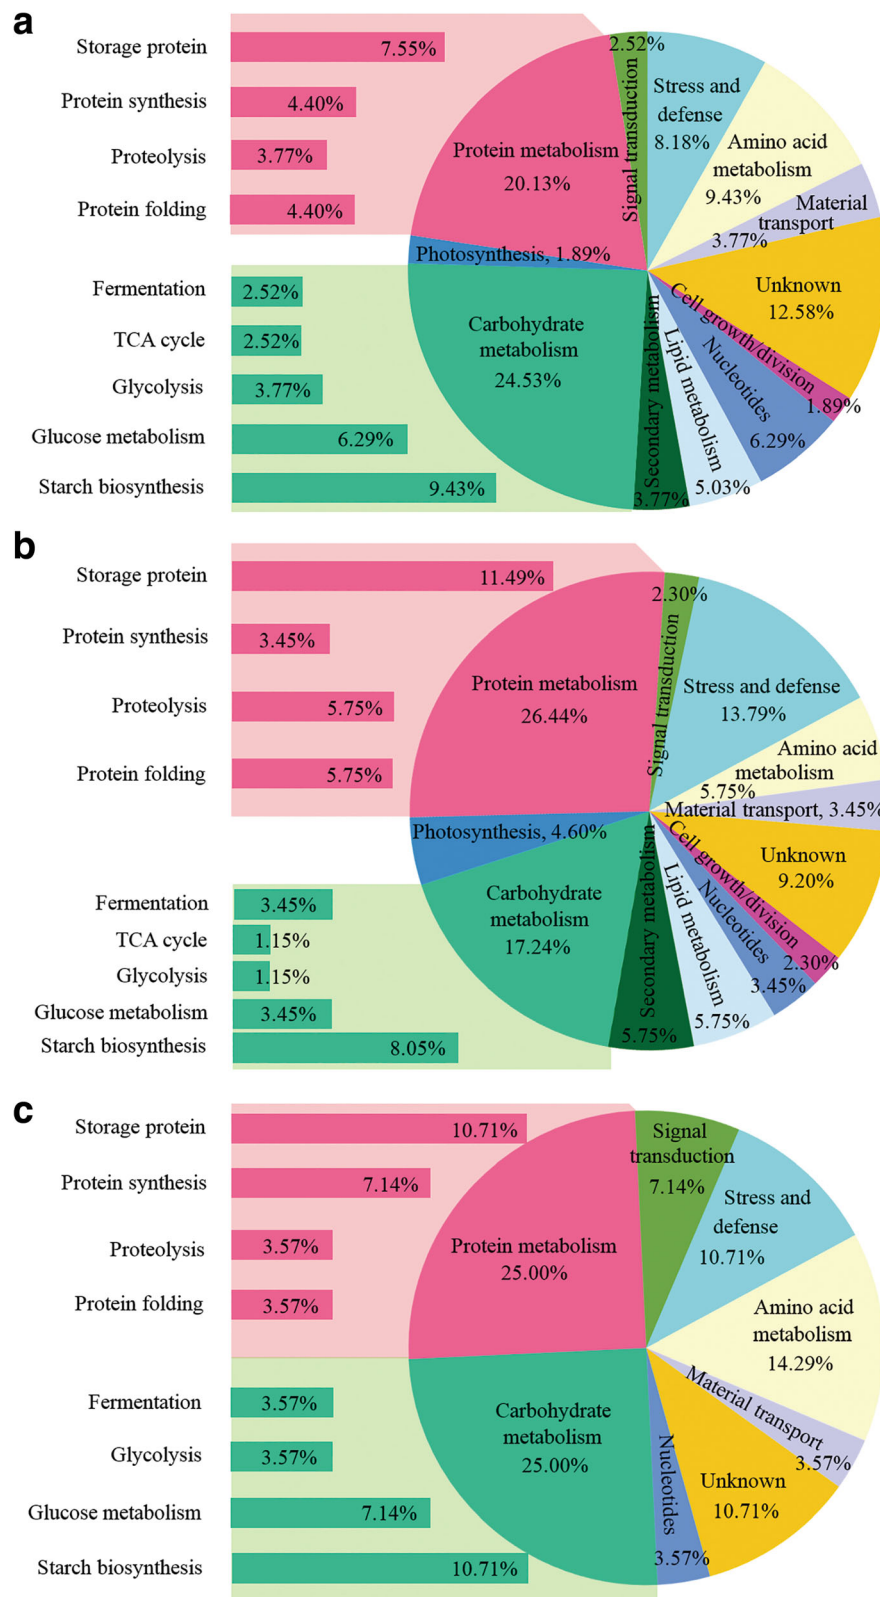 a
Storage protein
7.55%
Protein synthesis
4.40%
Proteolysis
3.77%
Protein folding
4.40%
Fermentation
2.52%
TCA cycle
2.52%
Glycolysis
3.77%
Glucose metabolism
6.29%
Starch biosynthesis
9.43%
Protein metabolism
20.13%
Signal transduction
2.52%
Stress and
defense
8.18%
Amino acid
metabolism
9.43%
Material
transport
3.77%
Unknown
12.58%
Cell growth/division
1.89%
Nucleotides
6.29%
Lipid metabolism
5.03%
Secondary metabolism
3.77%
Carbohydrate
metabolism
24.53%
Photosynthesis, 1.89%
b
Storage protein
11.49%
Protein synthesis
3.45%
Proteolysis
5.75%
Protein folding
5.75%
Fermentation
3.45%
TCA cycle
1.15%
Glycolysis
1.15%
Glucose metabolism
3.45%
Starch biosynthesis
8.05%
Protein metabolism
26.44%
Signal transduction
2.30%
Stress and defense
13.79%
Amino acid
metabolism
5.75%
Material transport, 3.45%
Unknown
9.20%
Cell growth/division
2.30%
Nucleotides
3.45%
Lipid metabolism
5.75%
Secondary metabolism
5.75%
Carbohydrate
metabolism
17.24%
Photosynthesis, 4.60%
c
Storage protein
10.71%
Protein synthesis
7.14%
Proteolysis
3.57%
Protein folding
3.57%
Fermentation
3.57%
Glycolysis
3.57%
Glucose metabolism
7.14%
Starch biosynthesis
10.71%
Protein metabolism
25.00%
Signal
transduction
7.14%
Stress and
defense
10.71%
Amino acid
metabolism
14.29%
Material transport
3.57%
Unknown
10.71%
Nucleotides
3.57%
Carbohydrate
metabolism
25.00%